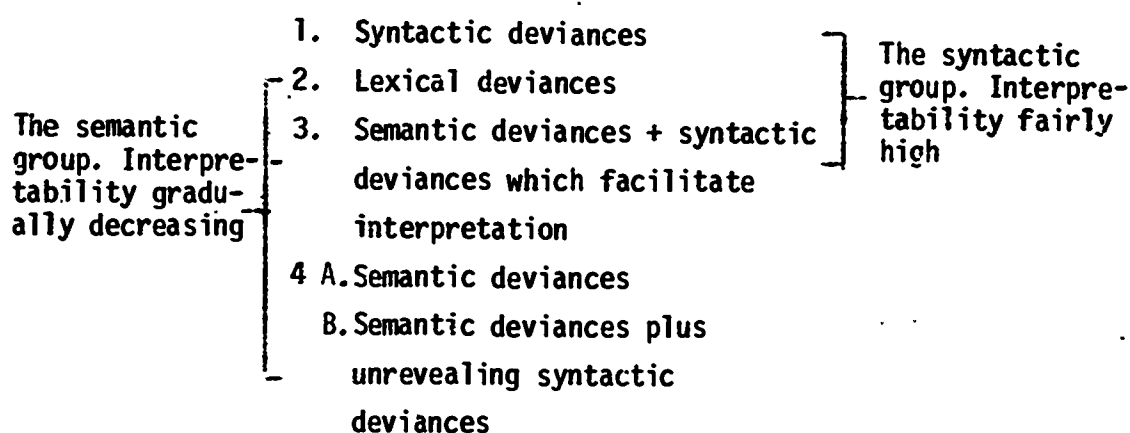 1. Syntactic deviances
2. Lexical deviances
3. Semantic deviances + syntactic
deviances which facilitate
interpretation
4 A. Semantic deviances
B. Semantic deviances plus
unrevealing syntactic
deviances
The semantic
group. Interpre-
tability gradu-
ally decreasing
The syntactic
group. Interpre-
tability fairly
high